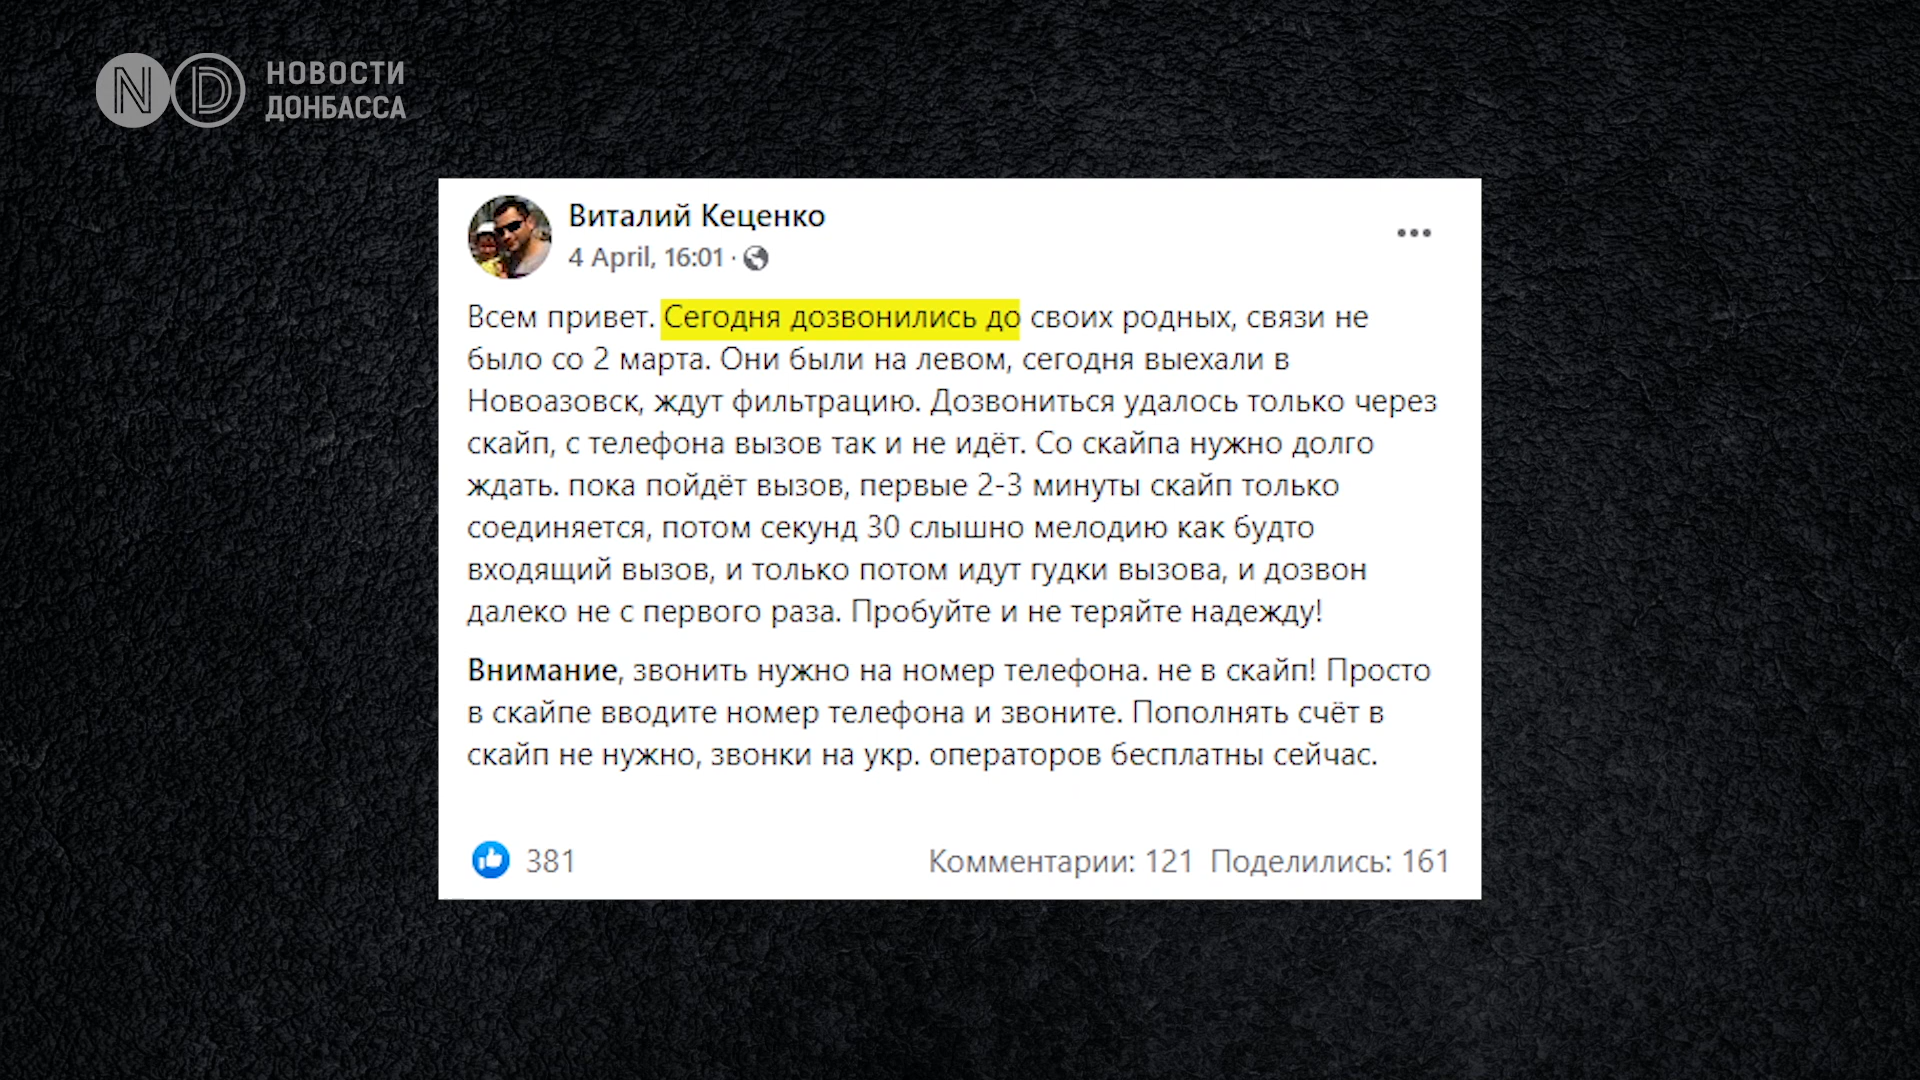 НОВОСТИ
ДОНБАССА
Виталий Кеценко
4 April, 16:01 ·
Всем привет. Сегодня дозвонились до своих родных, связи не
было со 2 марта. Они были на левом, сегодня выехали в
Новоазовск, ждут фильтрацию. Дозвониться удалось только через
скайп, с телефона вызов так и не идёт. Со скайпа нужно долго
ждать. пока пойдёт вызов, первые 2-3 минуты скайп только
соединяется, потом секунд 30 слышно мелодию как будто
входящий вызов, и только потом идут гудки вызова, и дозвон
далеко не с первого раза. Пробуйте и не теряйте надежду!
Внимание, звонить нужно на номер телефона. не в скайп! Просто
в скайпе вводите номер телефона и звоните. Пополнять счёт в
скайп не нужно, звонки на укр. операторов бесплатны сейчас.
381
Комментарии: 121 Поделились: 161